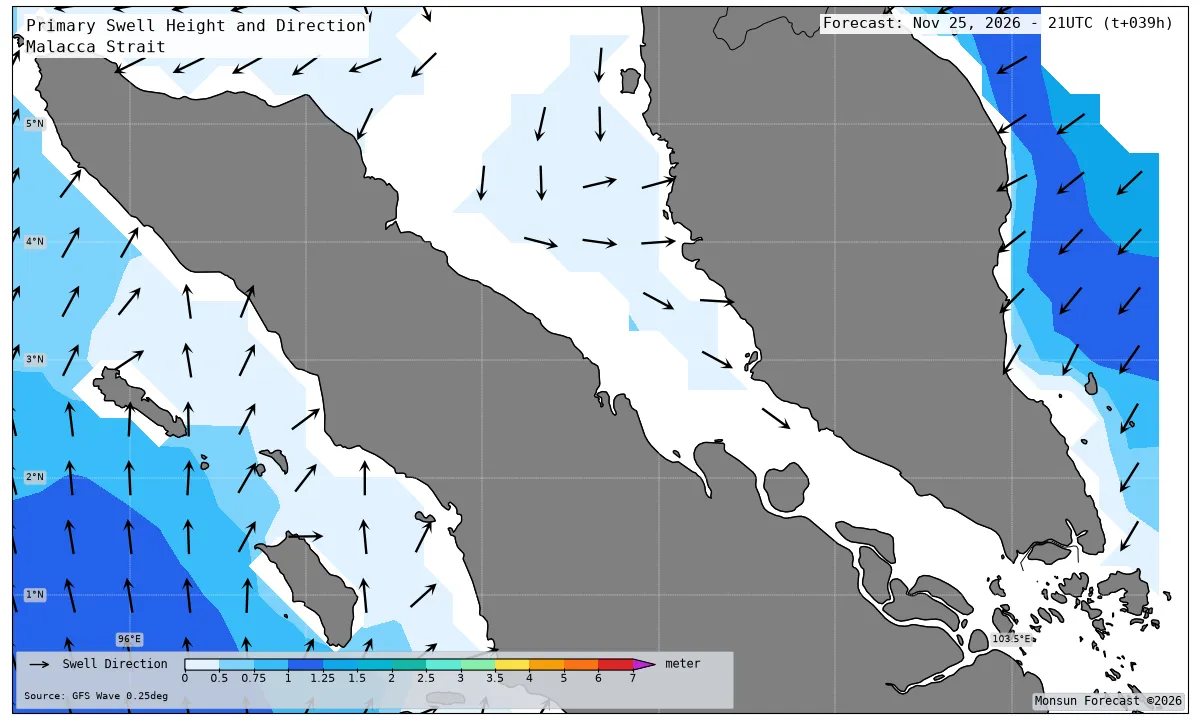 Primary Swell Height and Direction
Malacca Strait
Forecast: Nov 25, 2026 - 21UTC (t+039h)
5°N
4°N
3°N
2°N
1°N
96°E
103.5°E
Swell Direction
0 0.5 0.75 1 1.25 1.5 2 2.5 3 3.5 4 5 6 7
meter
Source: GFS Wave 0.25deg
Monsun Forecast ©2026